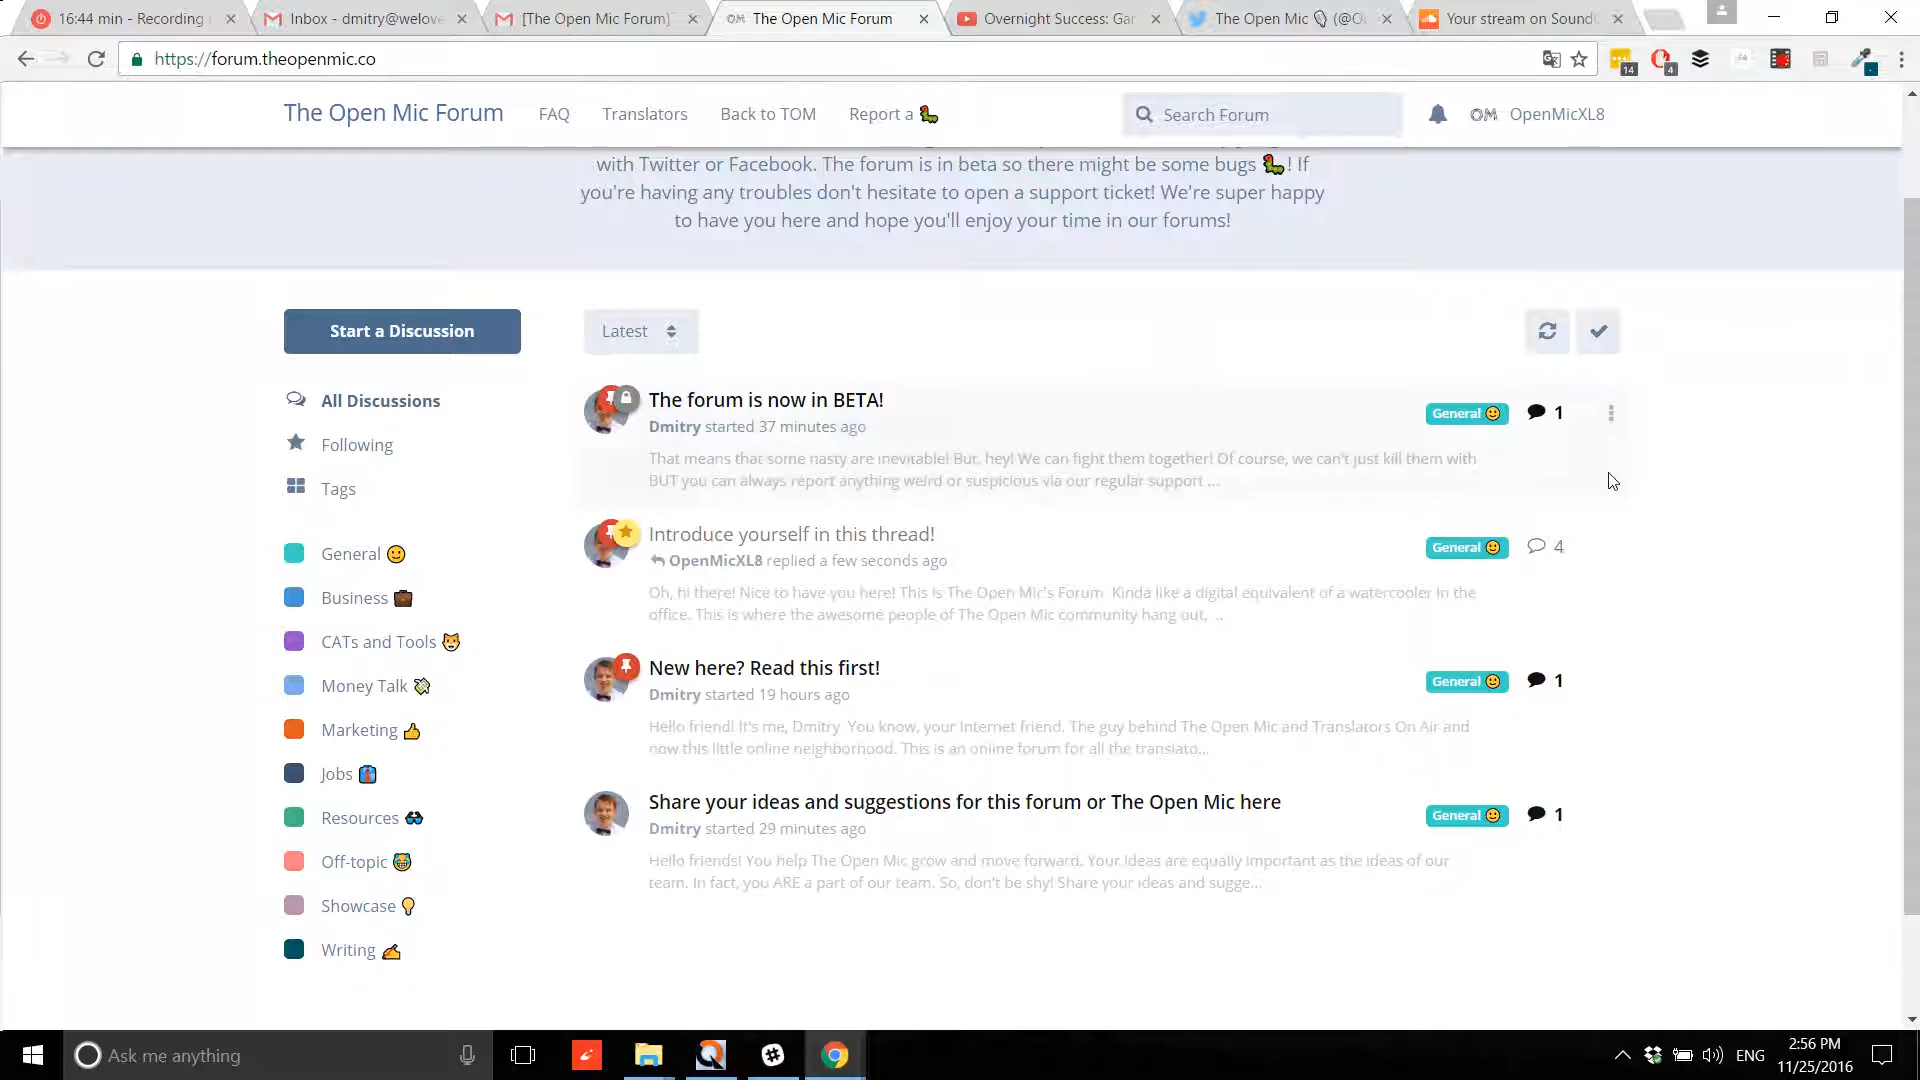 16:44 min - Recording
Inbox - dmitry@welove
[The Open Mic Forum]
The Open Mic Forum
Overnight Success: Gar
The Open Mic 🎙 (@O
Your stream on Sound
https://forum.theopenmic.co
14
4
The Open Mic Forum
FAQ
Translators
Back to TOM
Report a 🐛
Search Forum
OM OpenMicXL8
with Twitter or Facebook. The forum is in beta so there might be some bugs 🐛! If
you're having any troubles don't hesitate to open a support ticket! We're super happy
to have you here and hope you'll enjoy your time in our forums!
Start a Discussion
Latest
All Discussions
Following
Tags
General 🙂
Business 💼
CATs and Tools 🐱
Money Talk 💸
Marketing 👍
Jobs 👔
Resources 🕶
Off-topic 😹
Showcase 💡
Writing ✍
The forum is now in BETA!
General 🙂 1
Dmitry started 37 minutes ago
That means that some nasty are inevitable! But, hey! We can fight them together! Of course, we can't just kill them with
BUT you can always report anything weird or suspicious via our regular support ...
Introduce yourself in this thread!
General 🙂 4
OpenMicXL8 replied a few seconds ago
Oh, hi there! Nice to have you here! This is The Open Mic's Forum Kinda like a digital equivalent of a watercooler in the
office. This is where the awesome people of The Open Mic community hang out, ...
New here? Read this first!
General 🙂 1
Dmitry started 19 hours ago
Hello friend! It's me, Dmitry You know, your Internet friend. The guy behind The Open Mic and Translators On Air and
now this little online neighborhood. This is an online forum for all the translato...
Share your ideas and suggestions for this forum or The Open Mic here
General 🙂 1
Dmitry started 29 minutes ago
Hello friends! You help The Open Mic grow and move forward. Your ideas are equally important as the ideas of our
team. In fact, you ARE a part of our team. So, don't be shy! Share your ideas and sugge...
Ask me anything
ENG
2:56 PM
11/25/2016